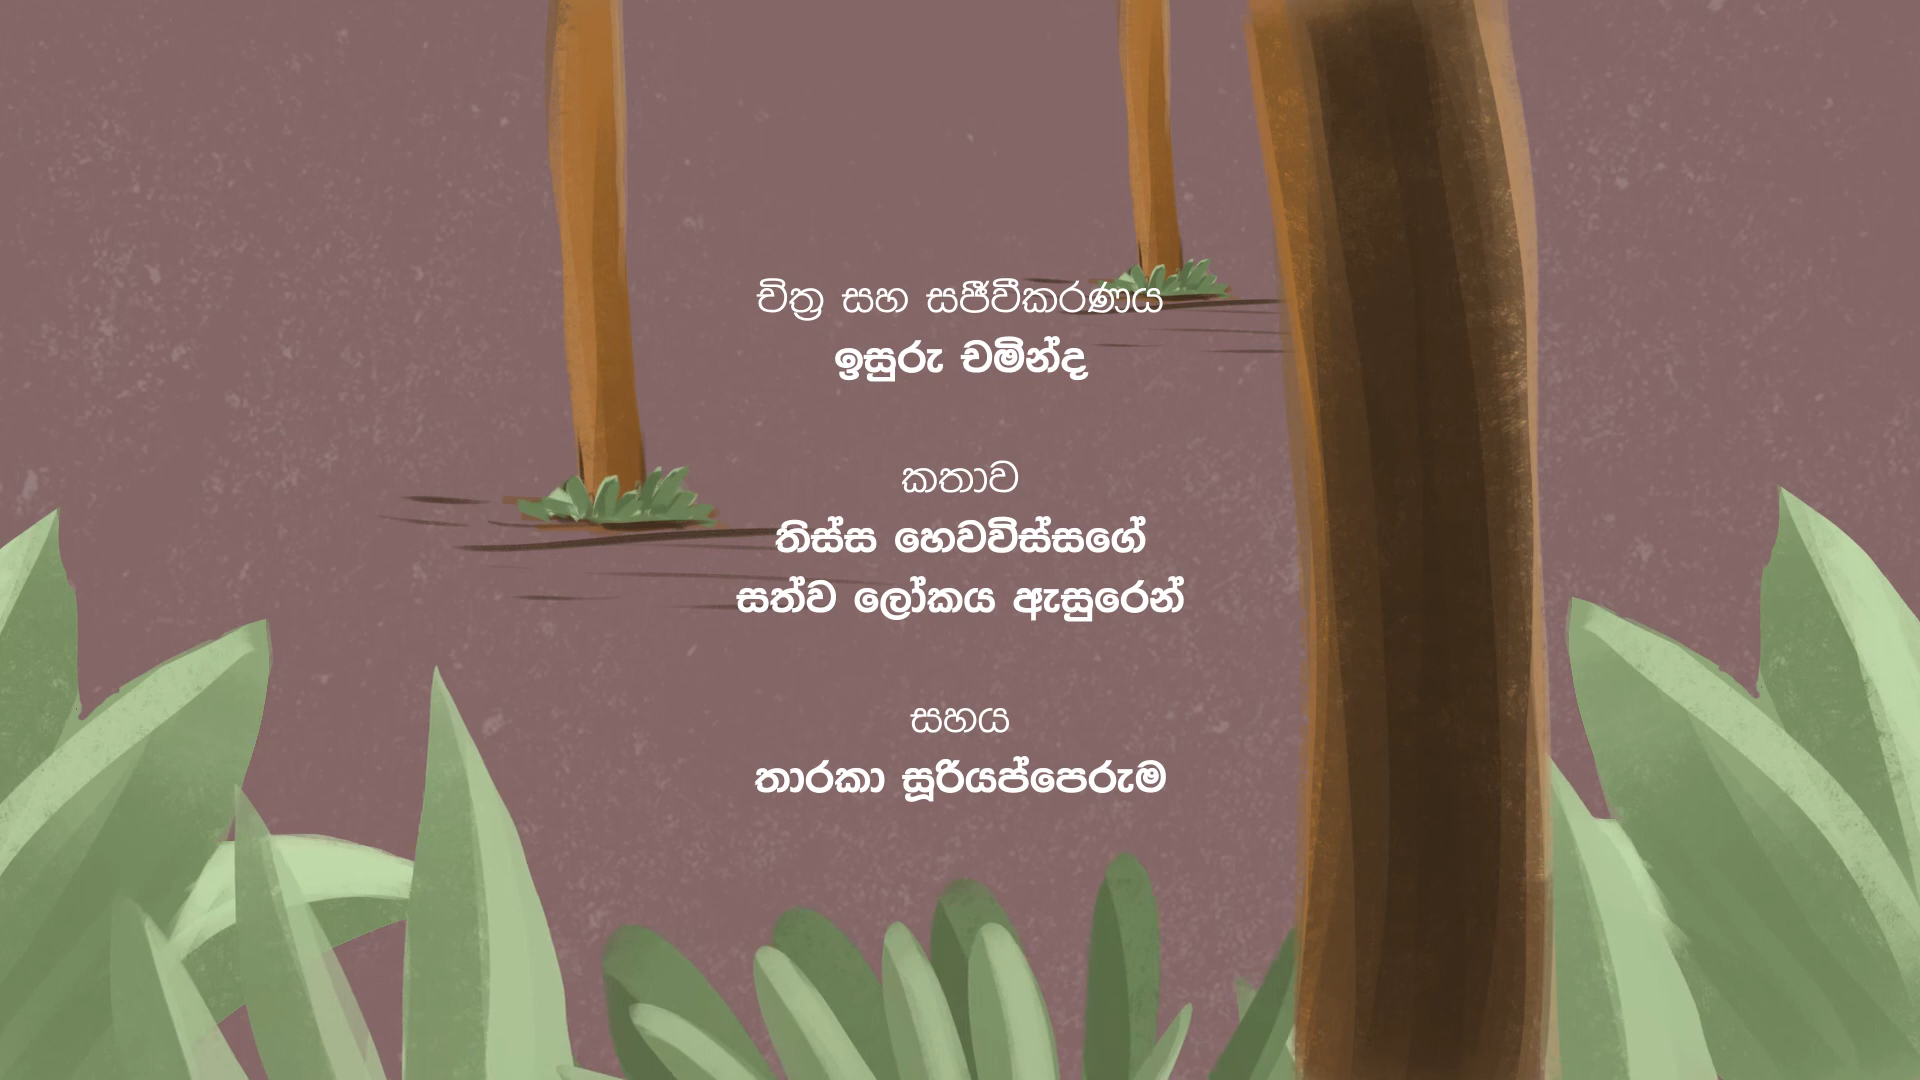 චිත්‍ර සහ සජීවීකරණය
ඉසුරු චමින්ද
කතාව
තිස්ස හෙවවිස්සගේ
සත්ව ලෝකය ඇසුරෙන්
සහය
තාරකා සූරියප්පෙරුම